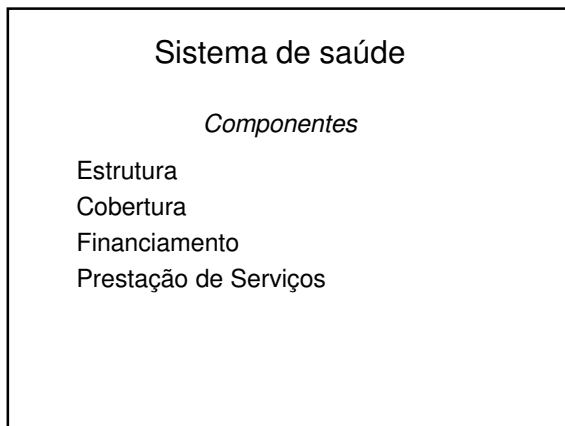 Sistema de saúde
Componentes
Estrutura
Cobertura
Financiamento
Prestação de Serviços